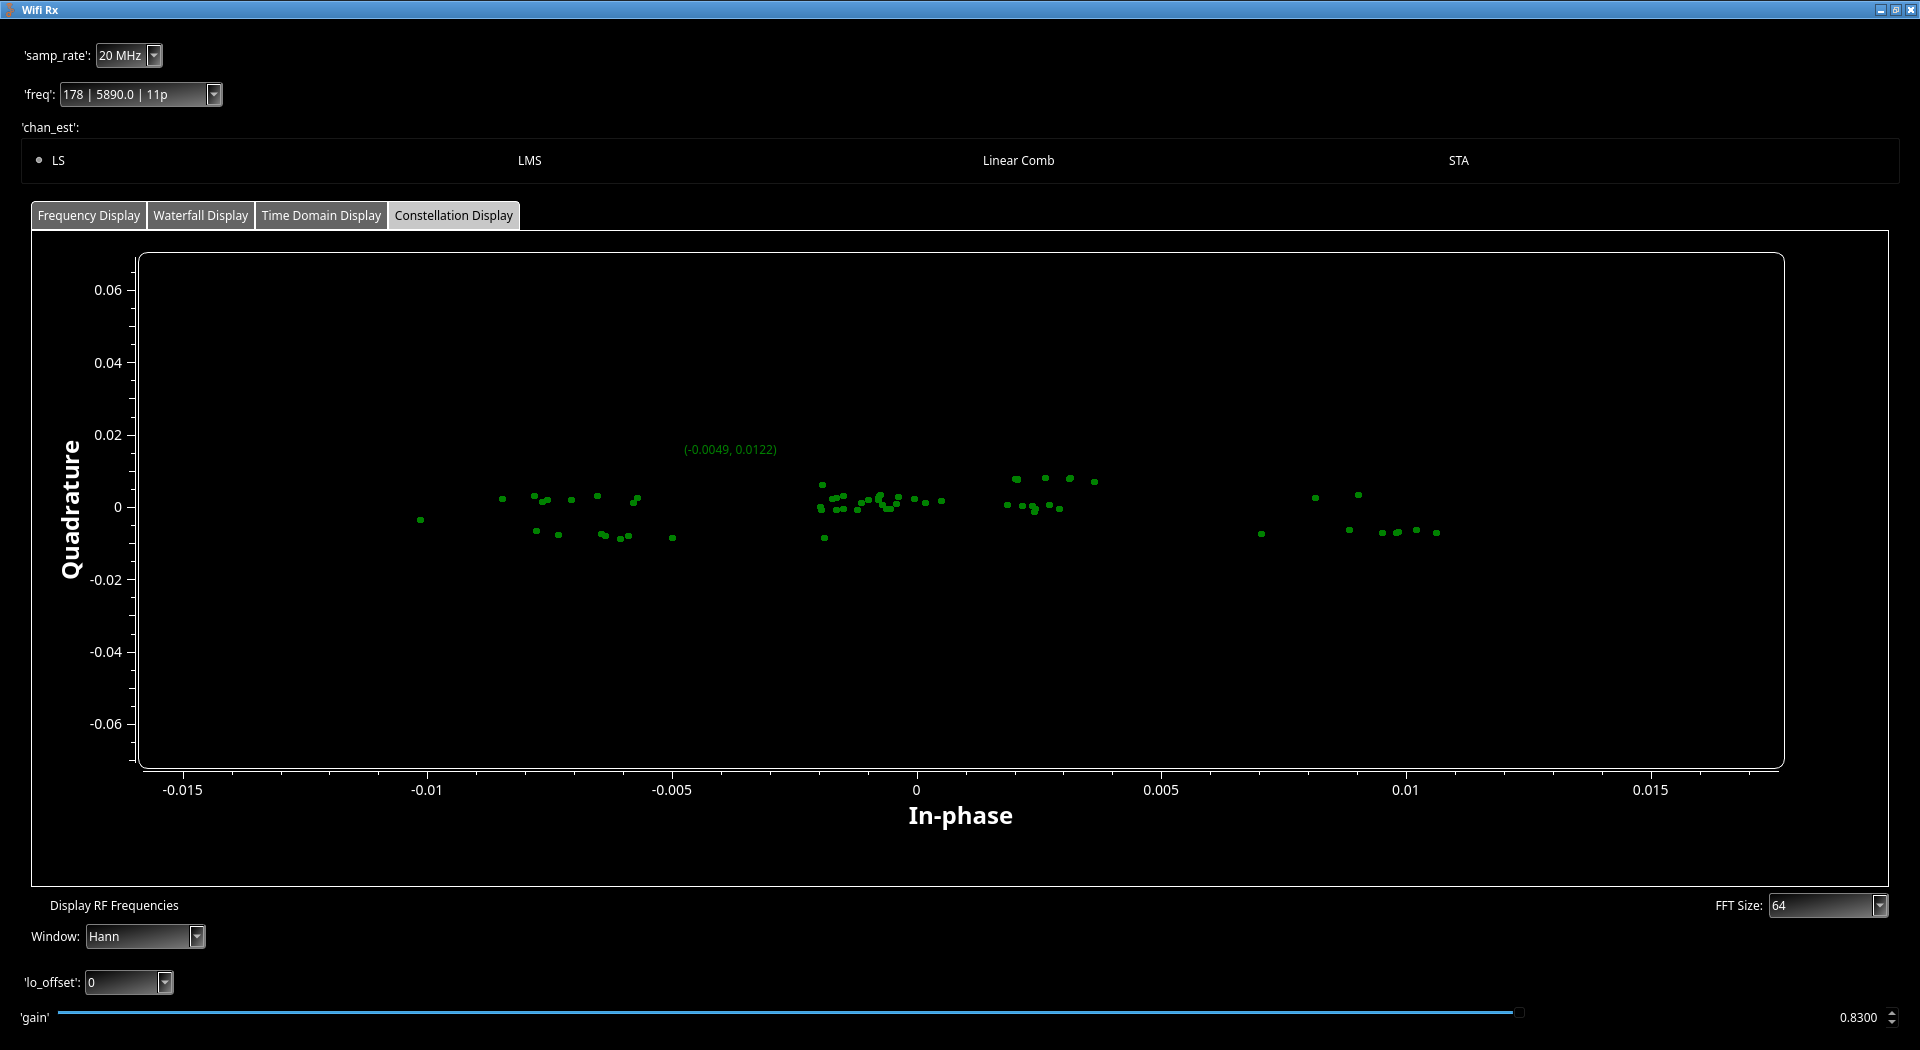 Wifi Rx
'samp_rate': 20 MHz
'freq': 178 | 5890.0 | 11p
'chan_est':
LS LMS Linear Comb STA
Frequency Display Waterfall Display Time Domain Display Constellation Display
0.06
0.04
0.02
0
-0.02
-0.04
-0.06
Quadrature
(-0.0049, 0.0122)
-0.015 -0.01 -0.005 0 0.005 0.01 0.015
In-phase
Display RF Frequencies FFT Size: 64
Window: Hann
'lo_offset': 0
'gain' 0.8300